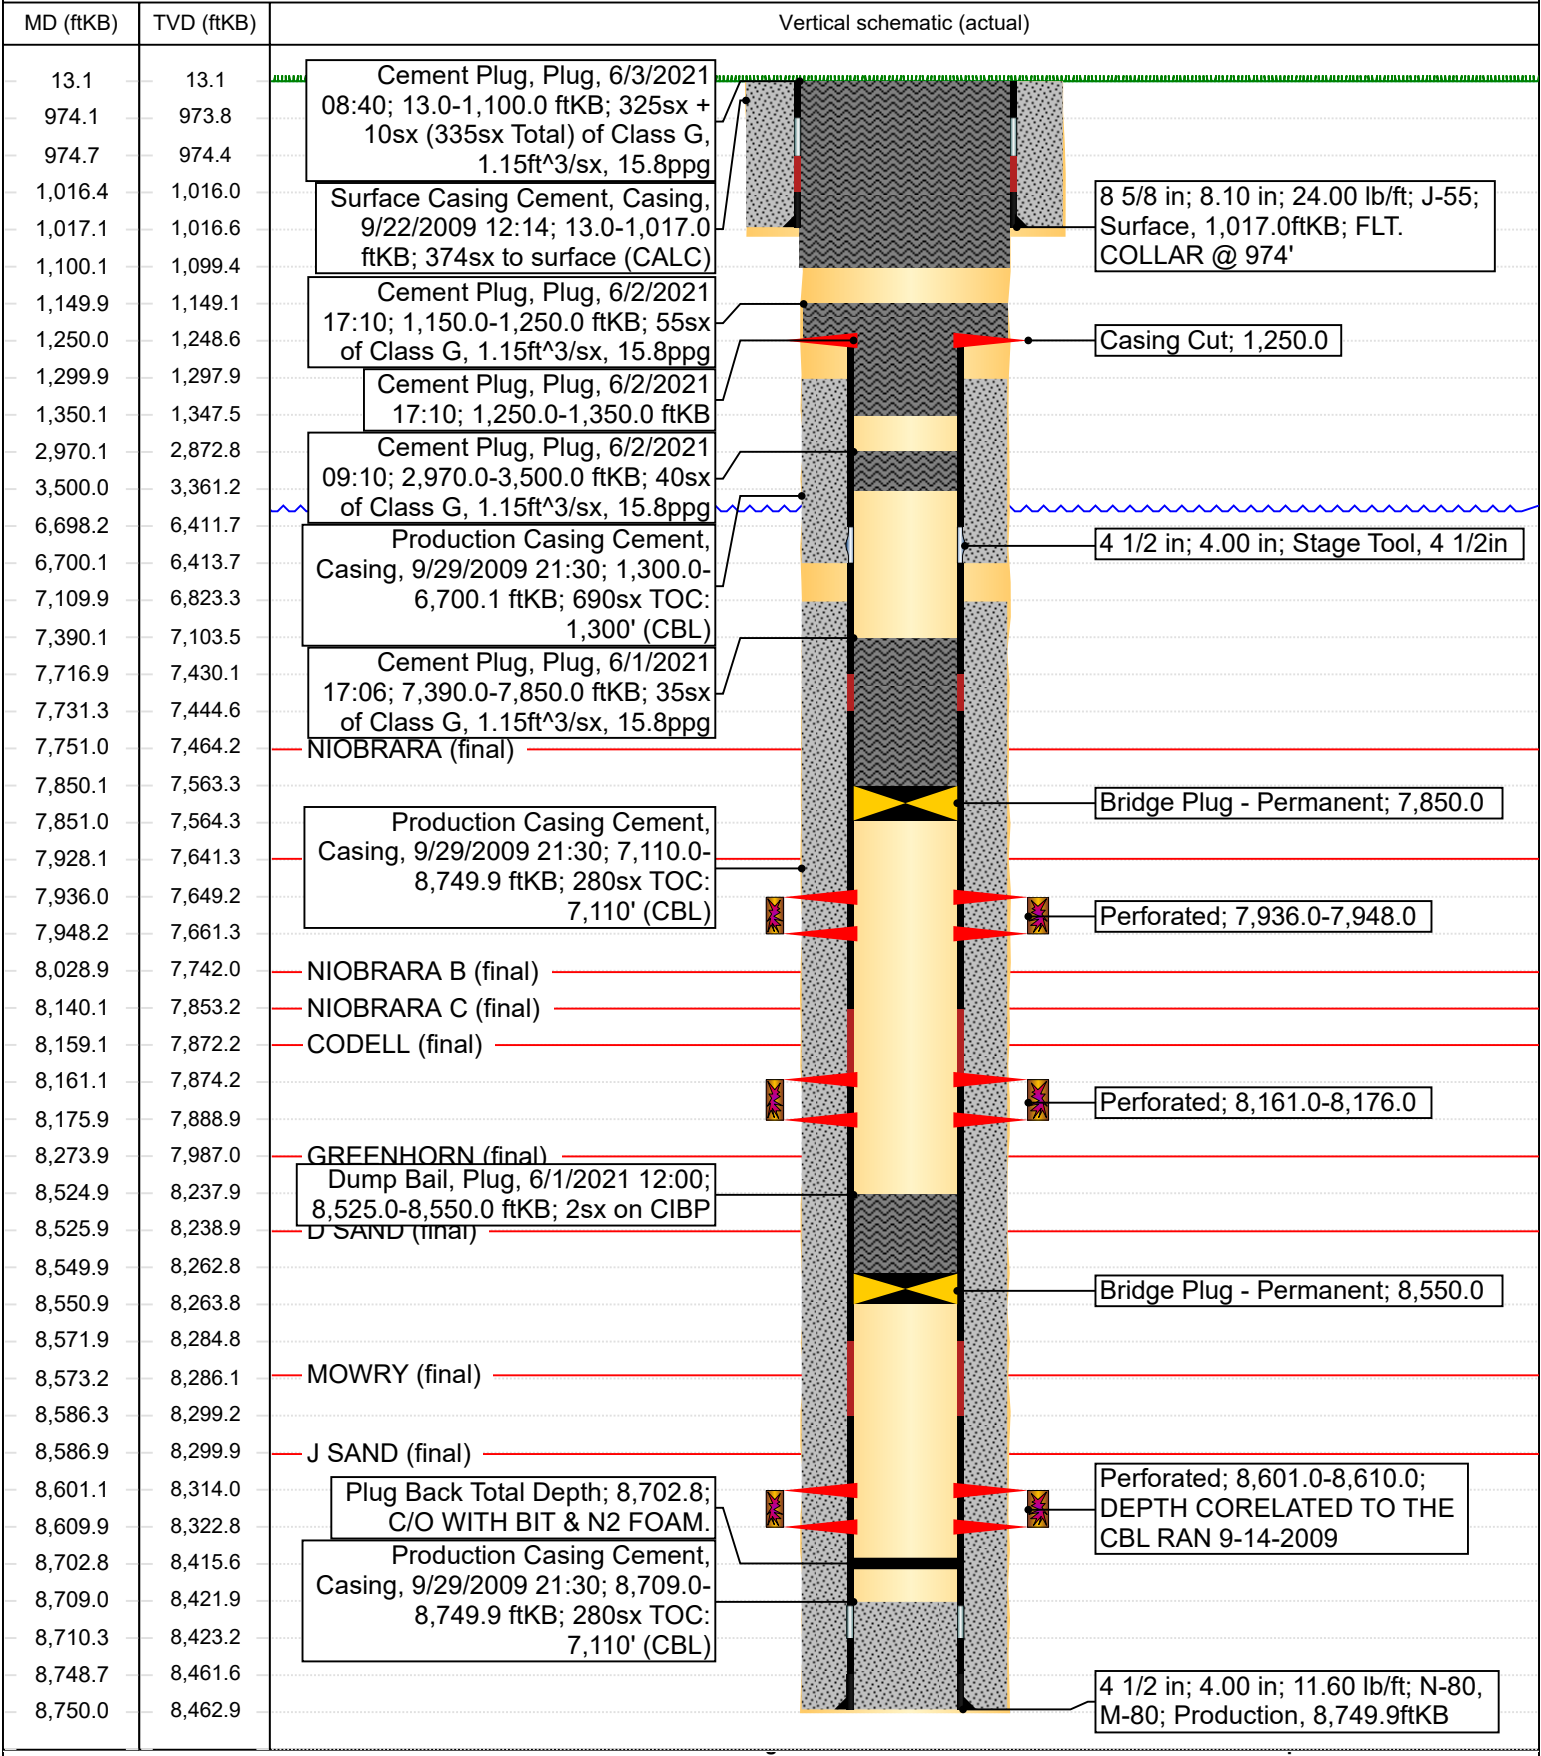 MD (ftKB) TVD (ftKB) Vertical schematic (actual)
13.1 13.1
974.1 973.8
974.7 974.4
1,016.4 1,016.0
1,017.1 1,016.6
1,100.1 1,099.4
1,149.9 1,149.1
1,250.0 1,248.6
1,299.9 1,297.9
1,350.1 1,347.5
2,970.1 2,872.8
3,500.0 3,361.2
6,698.2 6,411.7
6,700.1 6,413.7
7,109.9 6,823.3
7,390.1 7,103.5
7,716.9 7,430.1
7,731.3 7,444.6
7,751.0 7,464.2
7,850.1 7,563.3
7,851.0 7,564.3
7,928.1 7,641.3
7,936.0 7,649.2
7,948.2 7,661.3
8,028.9 7,742.0
8,140.1 7,853.2
8,159.1 7,872.2
8,161.1 7,874.2
8,175.9 7,888.9
8,273.9 7,987.0
8,524.9 8,237.9
8,525.9 8,238.9
8,549.9 8,262.8
8,550.9 8,263.8
8,571.9 8,284.8
8,573.2 8,286.1
8,586.3 8,299.2
8,586.9 8,299.9
8,601.1 8,314.0
8,609.9 8,322.8
8,702.8 8,415.6
8,709.0 8,421.9
8,710.3 8,423.2
8,748.7 8,461.6
8,750.0 8,462.9
Cement Plug, Plug, 6/3/2021
08:40; 13.0-1,100.0 ftKB; 325sx +
10sx (335sx Total) of Class G,
1.15ft^3/sx, 15.8ppg
Surface Casing Cement, Casing,
9/22/2009 12:14; 13.0-1,017.0
ftKB; 374sx to surface (CALC)
Cement Plug, Plug, 6/2/2021
17:10; 1,150.0-1,250.0 ftKB; 55sx
of Class G, 1.15ft^3/sx, 15.8ppg
Cement Plug, Plug, 6/2/2021
17:10; 1,250.0-1,350.0 ftKB
Cement Plug, Plug, 6/2/2021
09:10; 2,970.0-3,500.0 ftKB; 40sx
of Class G, 1.15ft^3/sx, 15.8ppg
Production Casing Cement,
Casing, 9/29/2009 21:30; 1,300.0-
6,700.1 ftKB; 690sx TOC:
1,300' (CBL)
Cement Plug, Plug, 6/1/2021
17:06; 7,390.0-7,850.0 ftKB; 35sx
of Class G, 1.15ft^3/sx, 15.8ppg
NIOBRARA (final)
Production Casing Cement,
Casing, 9/29/2009 21:30; 7,110.0-
8,749.9 ftKB; 280sx TOC:
7,110' (CBL)
NIOBRARA B (final)
NIOBRARA C (final)
CODELL (final)
GREENHORN (final)
Dump Bail, Plug, 6/1/2021 12:00;
8,525.0-8,550.0 ftKB; 2sx on CIBP
D SAND (final)
MOWRY (final)
J SAND (final)
Plug Back Total Depth; 8,702.8;
C/O WITH BIT & N2 FOAM.
Production Casing Cement,
Casing, 9/29/2009 21:30; 8,709.0-
8,749.9 ftKB; 280sx TOC:
7,110' (CBL)
8 5/8 in; 8.10 in; 24.00 lb/ft; J-55;
Surface, 1,017.0ftKB; FLT.
COLLAR @ 974'
Casing Cut; 1,250.0
4 1/2 in; 4.00 in; Stage Tool, 4 1/2in
Bridge Plug - Permanent; 7,850.0
Perforated; 7,936.0-7,948.0
Perforated; 8,161.0-8,176.0
Bridge Plug - Permanent; 8,550.0
Perforated; 8,601.0-8,610.0;
DEPTH CORELATED TO THE
CBL RAN 9-14-2009
4 1/2 in; 4.00 in; 11.60 lb/ft; N-80,
M-80; Production, 8,749.9ftKB